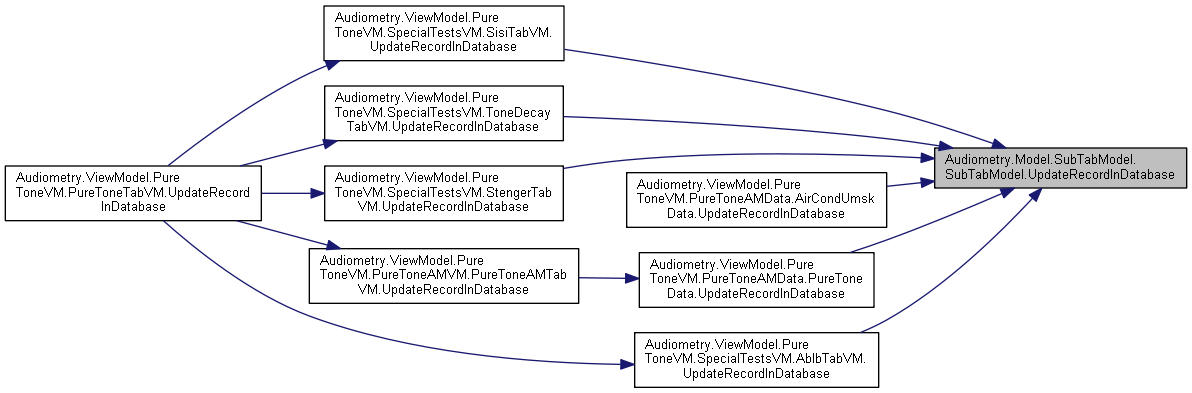 Audiometry.ViewModel.Pure
ToneVM.SpecialTestsVM.SisiTabVM.
UpdateRecordInDatabase
Audiometry.ViewModel.Pure
ToneVM.SpecialTestsVM.ToneDecay
TabVM.UpdateRecordInDatabase
Audiometry.Model.SubTabModel.
SubTabModel.UpdateRecordInDatabase
Audiometry.ViewModel.Pure
ToneVM.PureToneTabVM.UpdateRecord
InDatabase
Audiometry.ViewModel.Pure
ToneVM.SpecialTestsVM.StengerTab
VM.UpdateRecordInDatabase
Audiometry.ViewModel.Pure
ToneVM.PureToneAMData.AirCondUmsk
Data.UpdateRecordInDatabase
Audiometry.ViewModel.Pure
ToneVM.PureToneAMVM.PureToneAMTab
VM.UpdateRecordInDatabase
Audiometry.ViewModel.Pure
ToneVM.PureToneAMData.PureTone
Data.UpdateRecordInDatabase
Audiometry.ViewModel.Pure
ToneVM.SpecialTestsVM.AblbTabVM.
UpdateRecordInDatabase